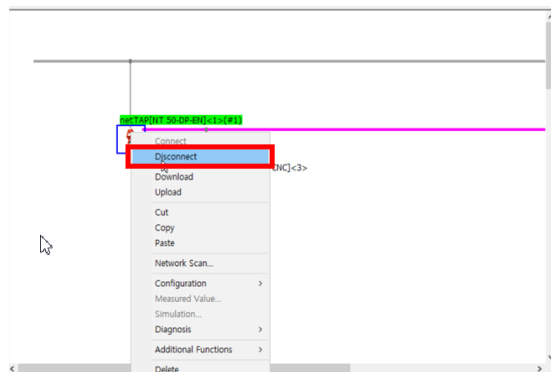 netTAP[NT 50-DP-EN]<1>(#1)
Connect
Disconnect
ENC]<3>
Download
Upload
Cut
Copy
Paste
Network Scan...
Configuration
Measured Value...
Simulation...
Diagnosis
Additional Functions
Delete